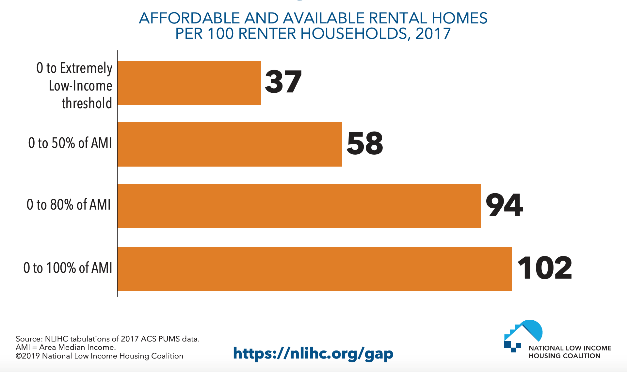 AFFORDABLE AND AVAILABLE RENTAL HOMES
PER 100 RENTER HOUSEHOLDS, 2017
0 to Extremely
Low-Income
threshold
37
0 to 50% of AMI
58
0 to 80% of AMI
94
0 to 100% of AMI
102
Source: NLIHC tabulations of 2017 ACS PUMS data.
AMI = Area Median Income.
©2019 National Low Income Housing Coalition
https://nlihc.org/gap
NATIONAL LOW INCOME
HOUSING COALITION